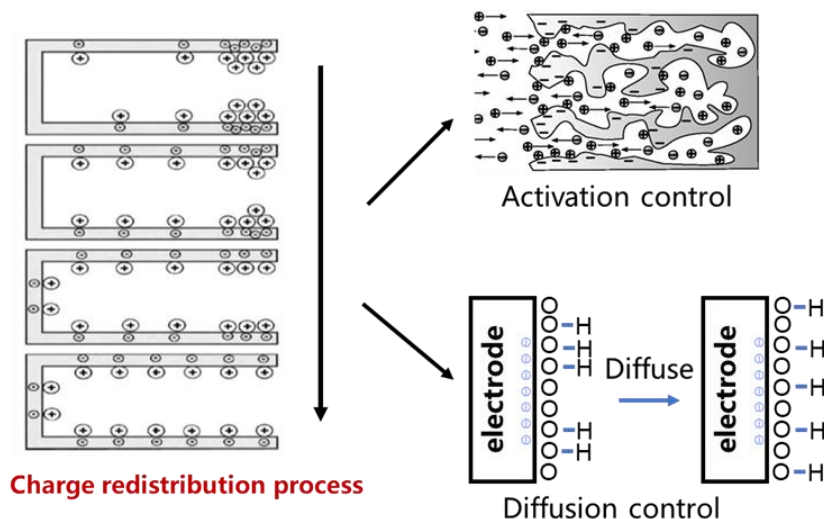 Activation control
Charge redistribution process
electrode
O
O-H
O-H
O-H
O
O
O-H
O-H
O
Diffuse
electrode
O-H
O
O-H
O
O-H
O
O-H
O
O-H
Diffusion control